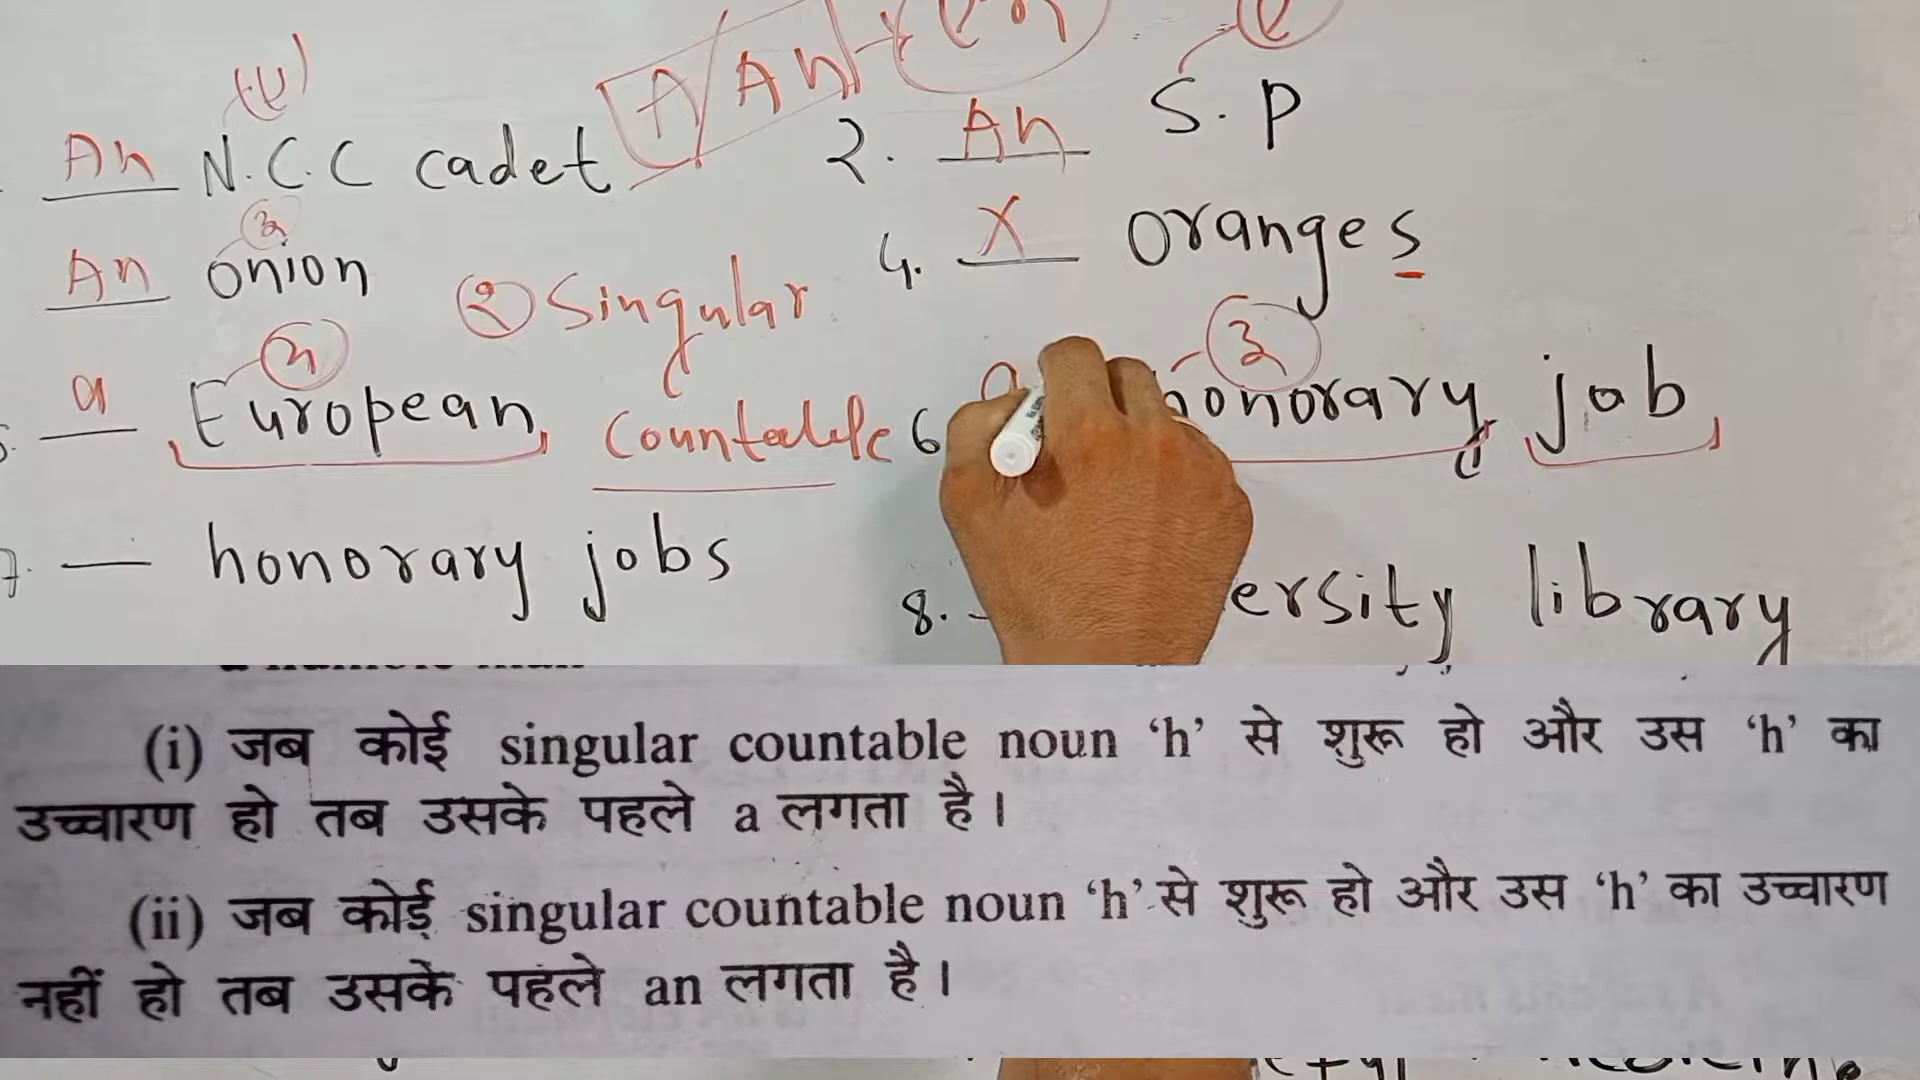 A/An
(ए)
An N.C.C cadet
2. An S.P
(अ)
An onion
4. X oranges
② Singular
(य)
a European
Countable
6 honorary job
7. — honorary jobs
8. ersity library
(i) जब कोई singular countable noun ‘h’ से शुरू हो और उस ‘h’ का
उच्चारण हो तब उसके पहले a लगता है।
(ii) जब कोई singular countable noun ‘h’ से शुरू हो और उस ‘h’ का उच्चारण
नहीं हो तब उसके पहले an लगता है।